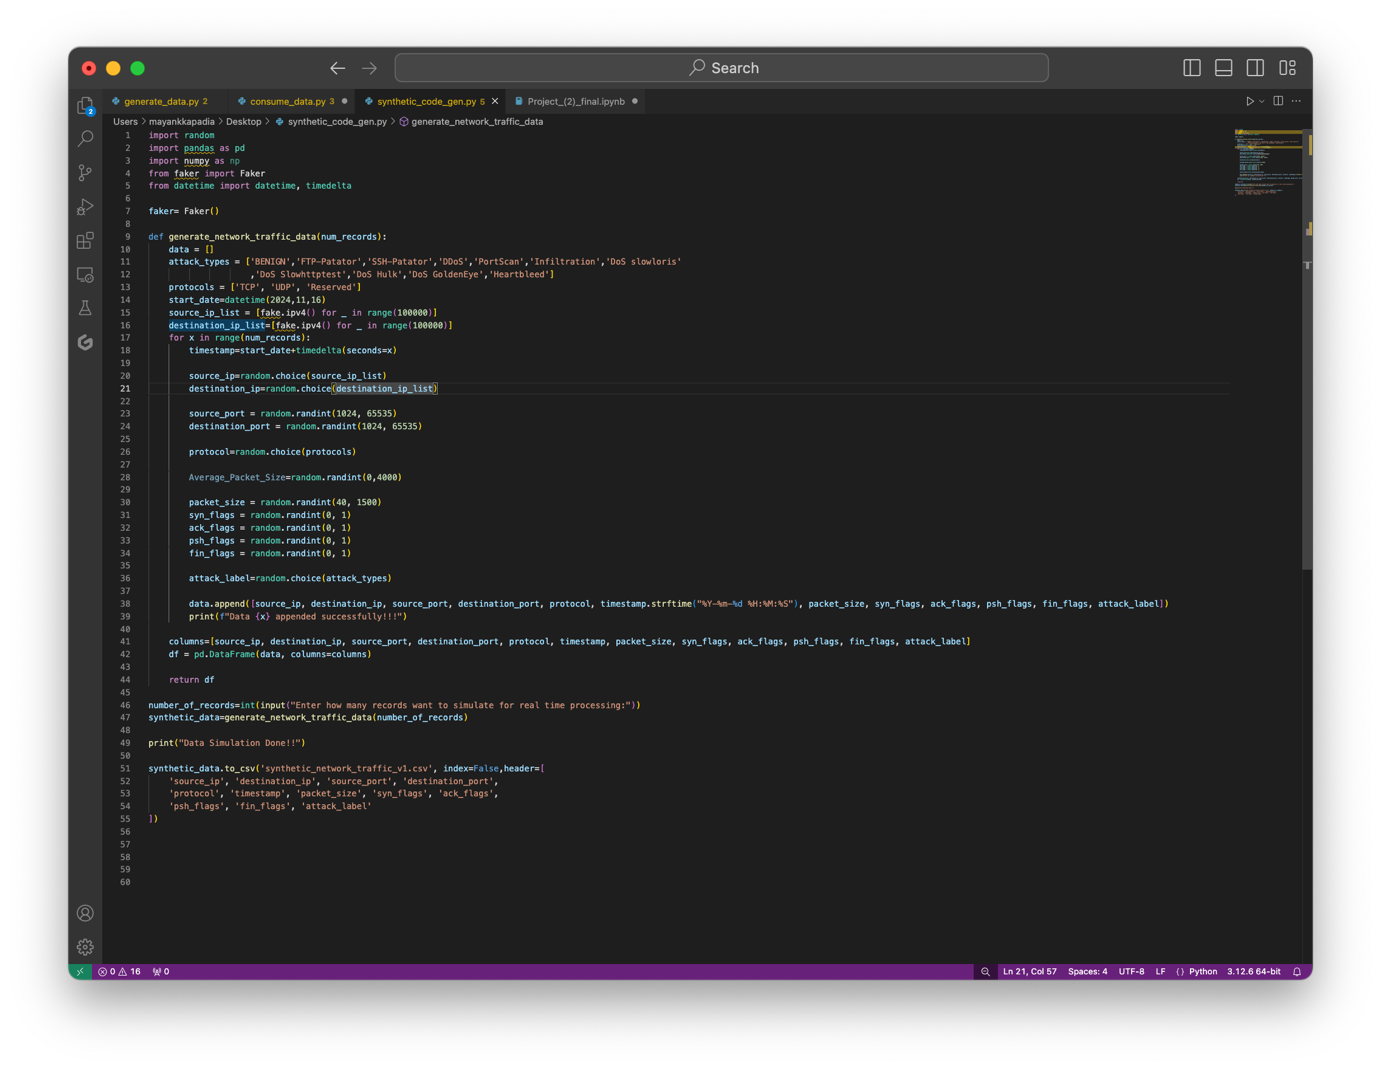 Search
generate_data.py 2 consume_data.py 3 synthetic_code_gen.py 5 Project_(2)_final.ipynb
Users > mayankkapadia > Desktop > synthetic_code_gen.py > generate_network_traffic_data
2
1 import random
2 import pandas as pd
3 import numpy as np
4 from faker import Faker
5 from datetime import datetime, timedelta
6
7 faker= Faker()
8
9 def generate_network_traffic_data(num_records):
10 data = []
11 attack_types = ['BENIGN','FTP-Patator','SSH-Patator','DDoS','PortScan','Infiltration','DoS slowloris'
12 ,'DoS Slowhttptest','DoS Hulk','DoS GoldenEye','Heartbleed']
13 protocols = ['TCP', 'UDP', 'Reserved']
14 start_date=datetime(2024,11,16)
15 source_ip_list = [fake.ipv4() for _ in range(100000)]
16 destination_ip_list=[fake.ipv4() for _ in range(100000)]
17 for x in range(num_records):
18 timestamp=start_date+timedelta(seconds=x)
19
20 source_ip=random.choice(source_ip_list)
21 destination_ip=random.choice(destination_ip_list)
22
23 source_port = random.randint(1024, 65535)
24 destination_port = random.randint(1024, 65535)
25
26 protocol=random.choice(protocols)
27
28 Average_Packet_Size=random.randint(0,4000)
29
30 packet_size = random.randint(40, 1500)
31 syn_flags = random.randint(0, 1)
32 ack_flags = random.randint(0, 1)
33 psh_flags = random.randint(0, 1)
34 fin_flags = random.randint(0, 1)
35
36 attack_label=random.choice(attack_types)
37
38 data.append([source_ip, destination_ip, source_port, destination_port, protocol, timestamp.strftime("%Y-%m-%d %H:%M:%S"), packet_size, syn_flags, ack_flags, psh_flags, fin_flags, attack_label])
39 print(f"Data {x} appended successfully!!!")
40
41 columns=[source_ip, destination_ip, source_port, destination_port, protocol, timestamp, packet_size, syn_flags, ack_flags, psh_flags, fin_flags, attack_label]
42 df = pd.DataFrame(data, columns=columns)
43
44 return df
45
46 number_of_records=int(input("Enter how many records want to simulate for real time processing:"))
47 synthetic_data=generate_network_traffic_data(number_of_records)
48
49 print("Data Simulation Done!!")
50
51 synthetic_data.to_csv('synthetic_network_traffic_v1.csv', index=False,header=[
52 'source_ip', 'destination_ip', 'source_port', 'destination_port',
53 'protocol', 'timestamp', 'packet_size', 'syn_flags', 'ack_flags',
54 'psh_flags', 'fin_flags', 'attack_label'
55 ])
56
57
58
59
60
0 16 0 Ln 21, Col 57 Spaces: 4 UTF-8 LF {} Python 3.12.6 64-bit